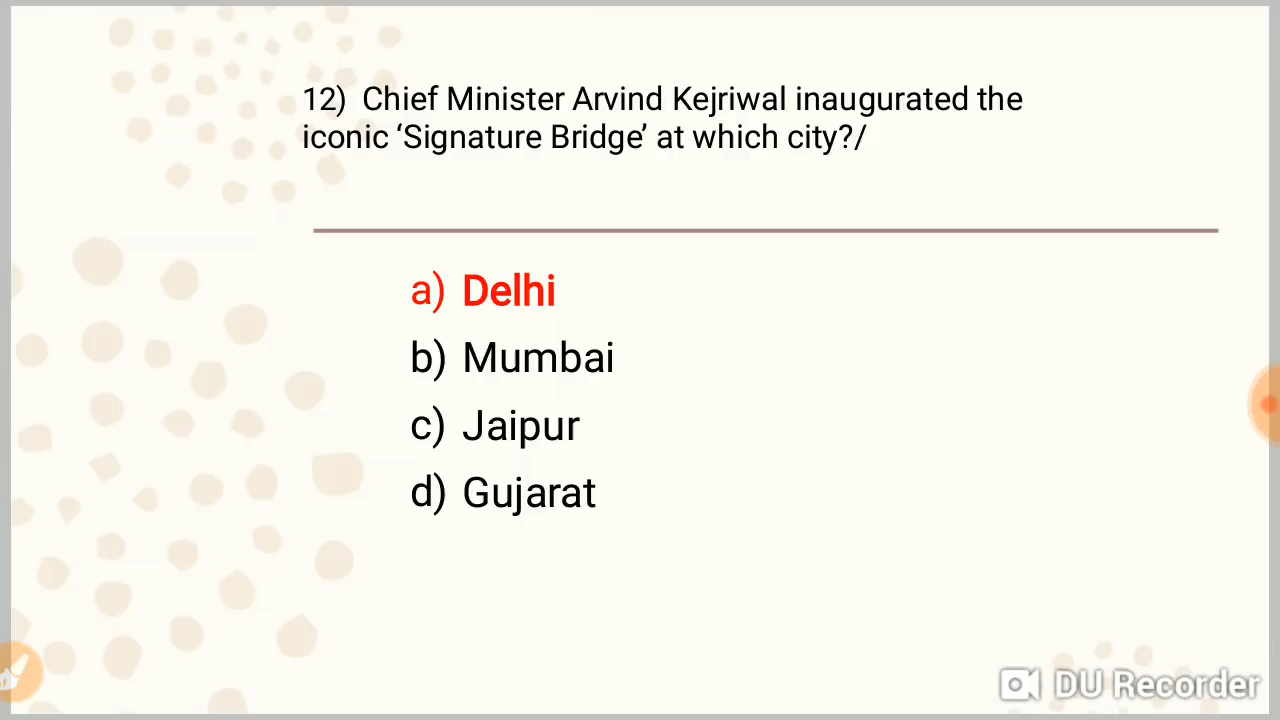 12)  Chief Minister Arvind Kejriwal inaugurated the
iconic ‘Signature Bridge’ at which city?/
a) Delhi
b) Mumbai
c) Jaipur
d) Gujarat
DU Recorder